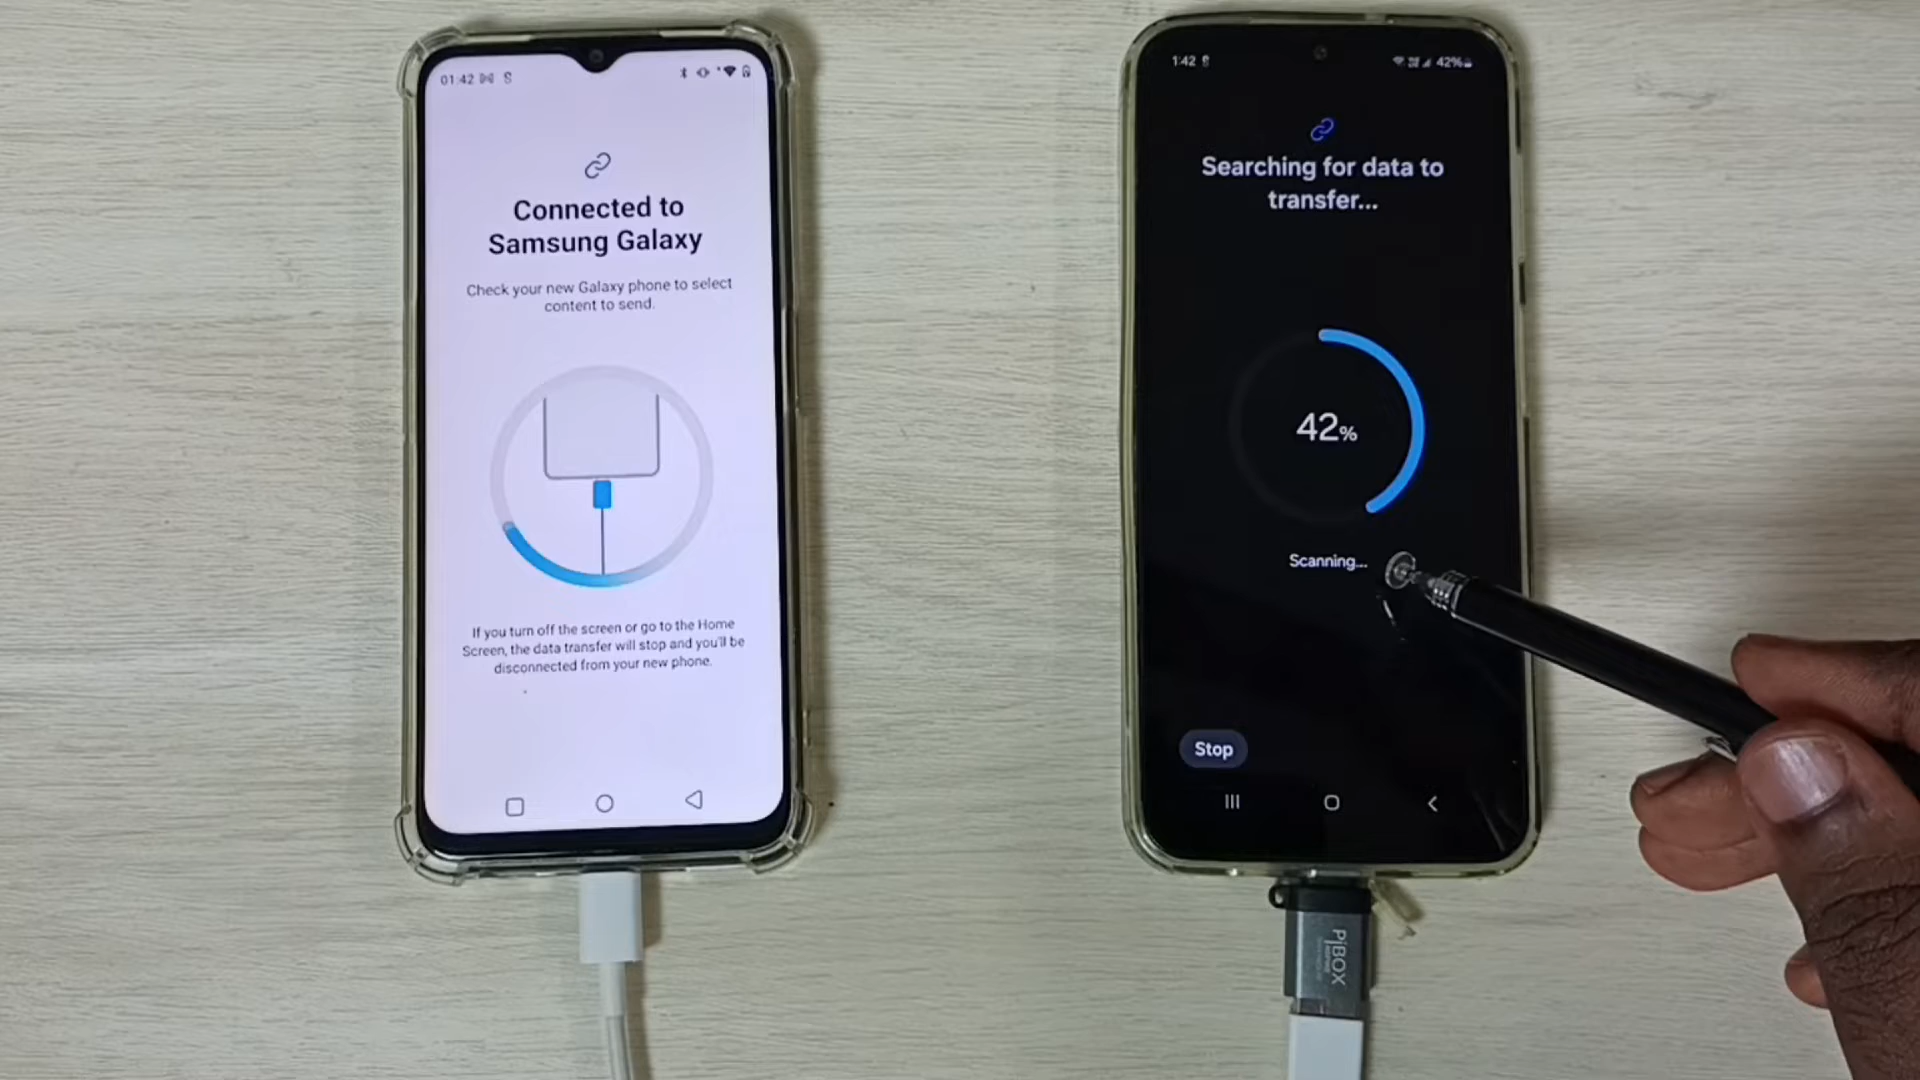 01:42
Connected to
Samsung Galaxy
Check your new Galaxy phone to select
content to send.
If you turn off the screen or go to the Home
Screen, the data transfer will stop and you'll be
disconnected from your new phone.
1:42
42%
Searching for data to
transfer...
42%
Scanning...
Stop
PiBOX